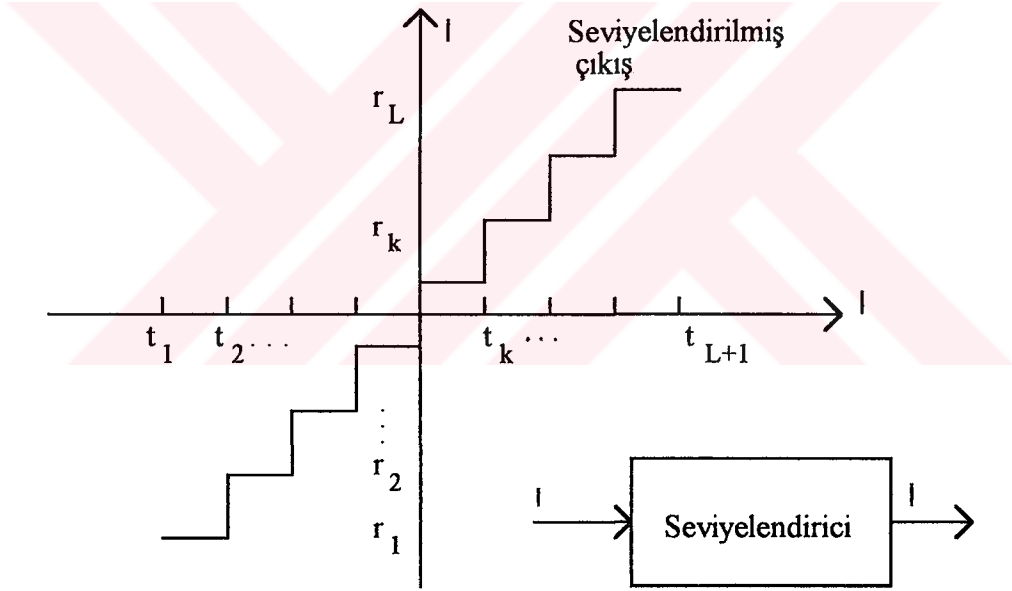 I
Seviyelendirilmiş
çıkış
r L
r k
I
t 1 t 2 ... t k ... t L+1
r 2
r 1
I
Seviyelendirici
I